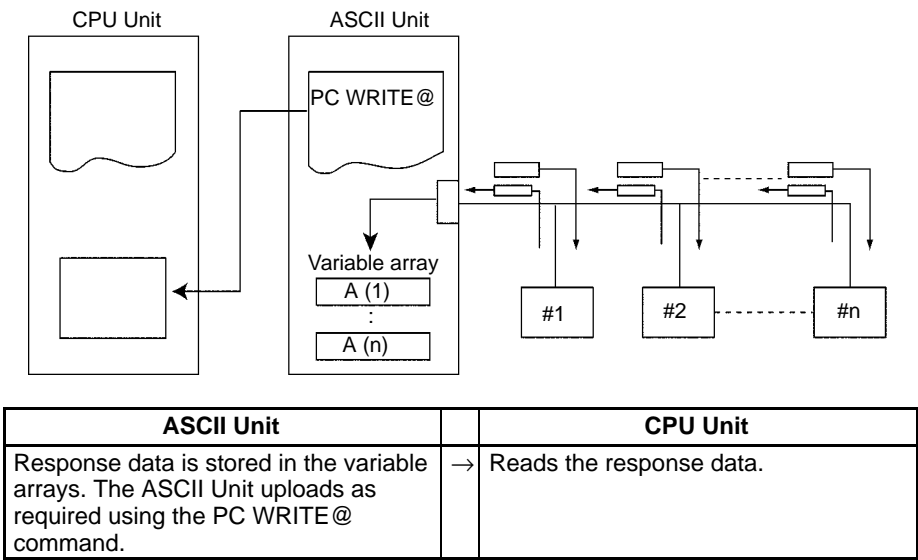 CPU Unit
ASCII Unit
PC WRITE@
Variable array
A (1)
:
A (n)
#1
#2
#n
ASCII Unit
CPU Unit
Response data is stored in the variable
arrays. The ASCII Unit uploads as
required using the PC WRITE@
command.
→
Reads the response data.